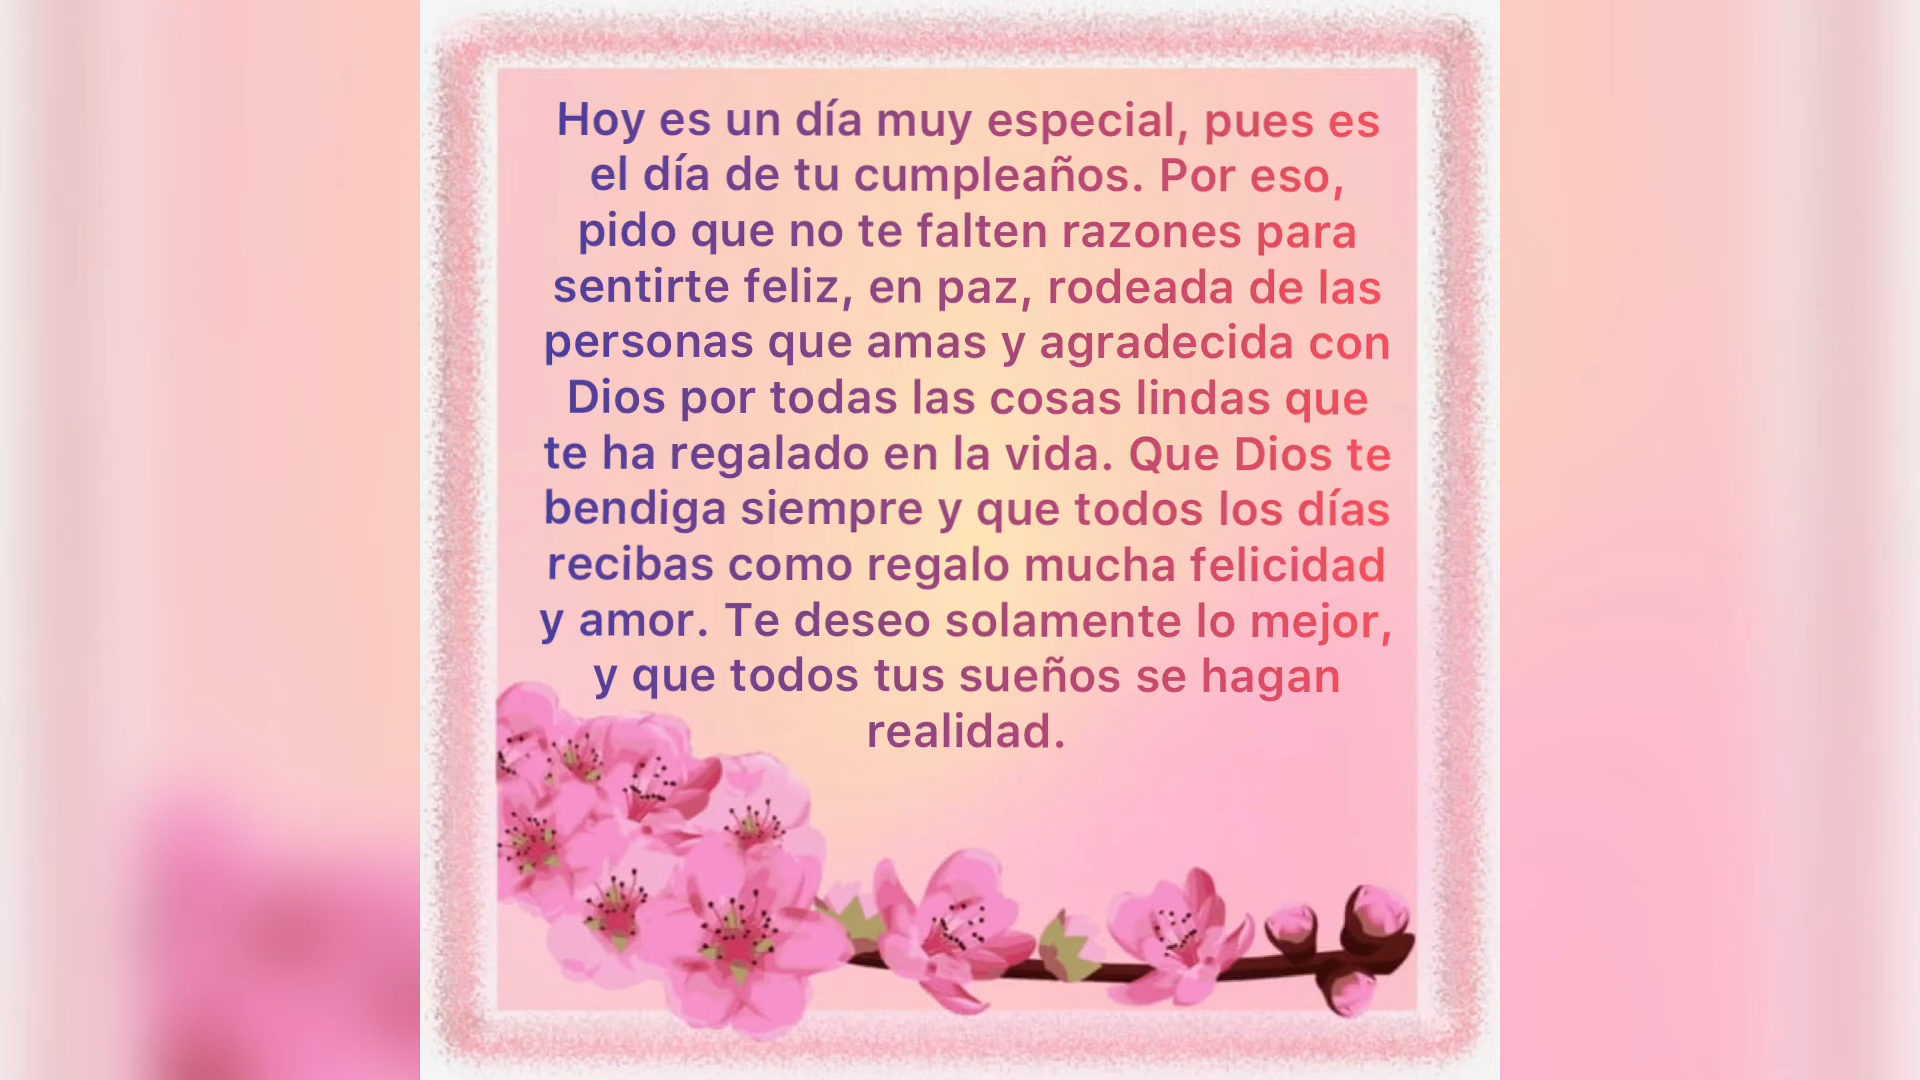 Hoy es un día muy especial, pues es
el día de tu cumpleaños. Por eso,
pido que no te falten razones para
sentirte feliz, en paz, rodeada de las
personas que amas y agradecida con
Dios por todas las cosas lindas que
te ha regalado en la vida. Que Dios te
bendiga siempre y que todos los días
recibas como regalo mucha felicidad
y amor. Te deseo solamente lo mejor,
y que todos tus sueños se hagan
realidad.